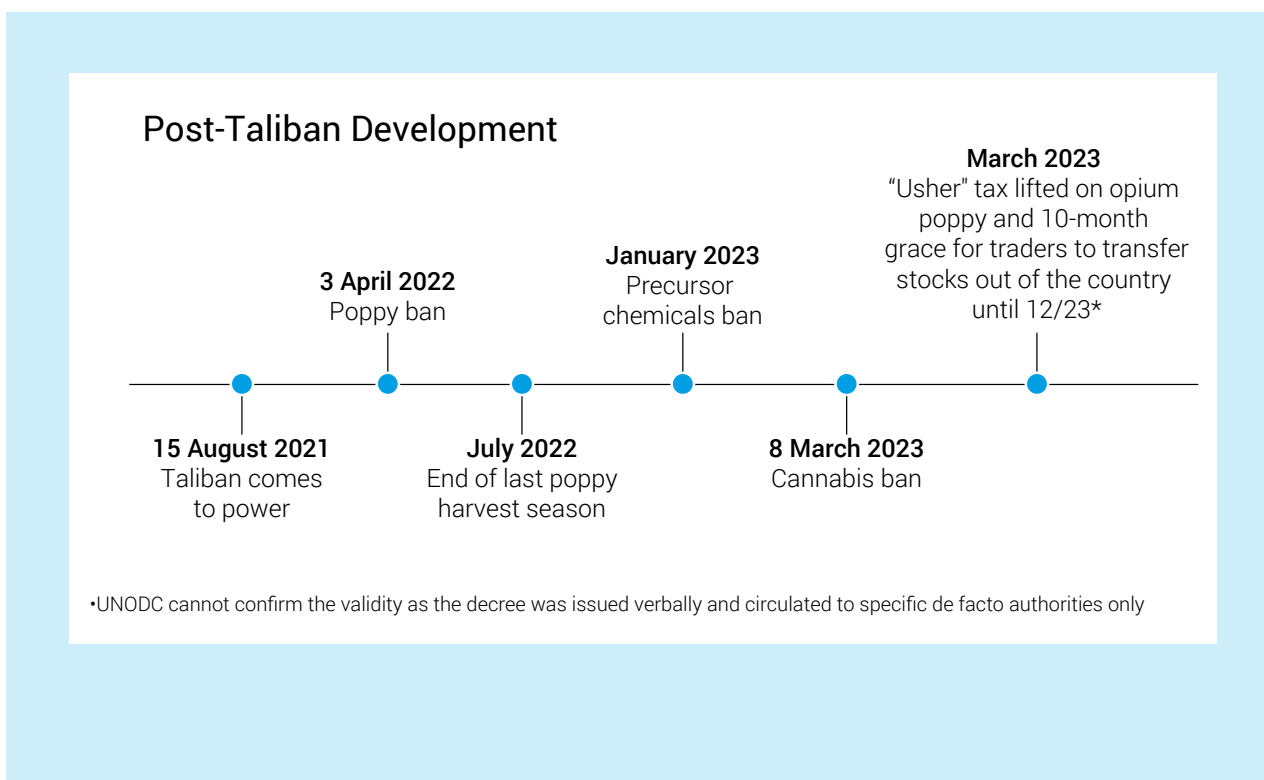 Post-Taliban Development
15 August 2021
Taliban comes
to power
3 April 2022
Poppy ban
July 2022
End of last poppy
harvest season
January 2023
Precursor
chemicals ban
8 March 2023
Cannabis ban
March 2023
“Usher" tax lifted on opium
poppy and 10-month
grace for traders to transfer
stocks out of the country
until 12/23*
•UNODC cannot confirm the validity as the decree was issued verbally and circulated to specific de facto authorities only